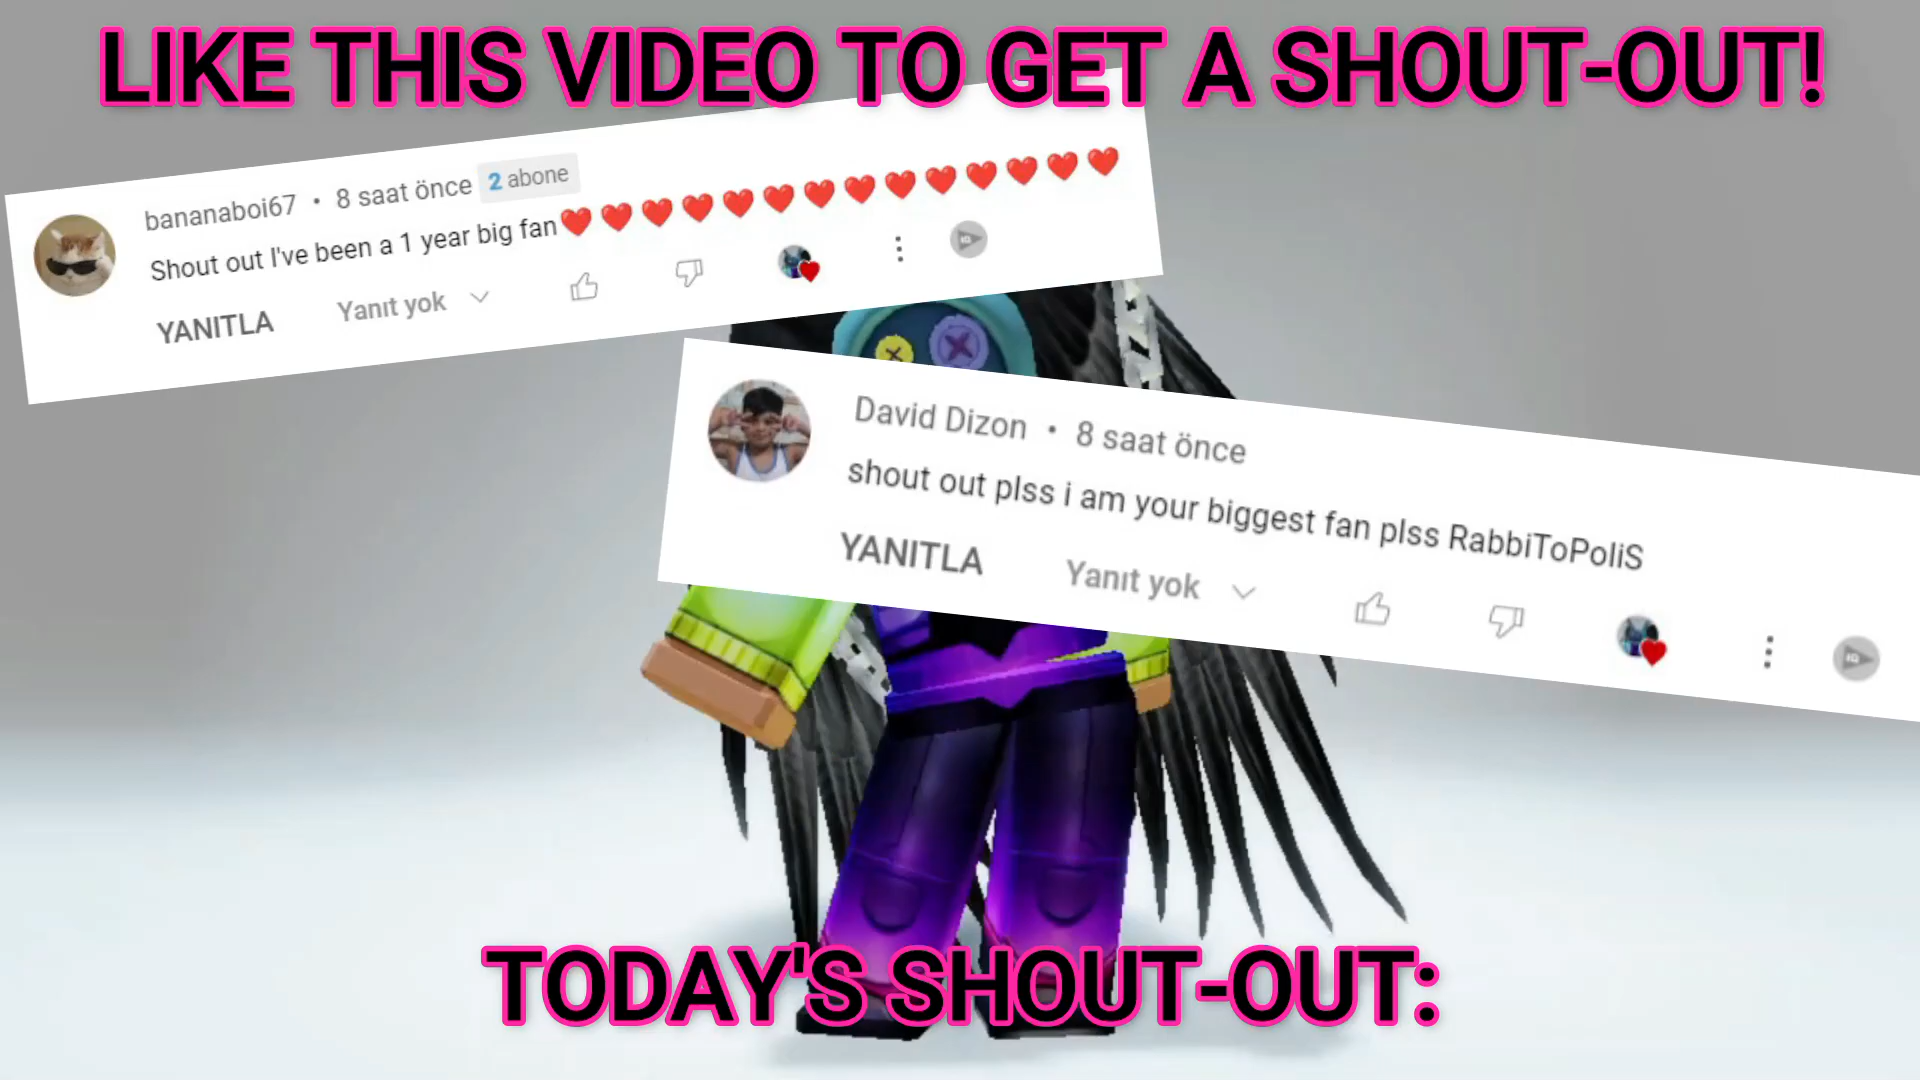 LIKE THIS VIDEO TO GET A SHOUT-OUT!
bananaboi67 • 8 saat önce 2 abone
Shout out I've been a 1 year big fan❤️❤️❤️❤️❤️❤️❤️❤️❤️❤️❤️❤️❤️❤️
YANITLA Yanıt yok
David Dizon • 8 saat önce
shout out plss i am your biggest fan plss RabbiToPoliS
YANITLA Yanıt yok
TODAY'S SHOUT-OUT: